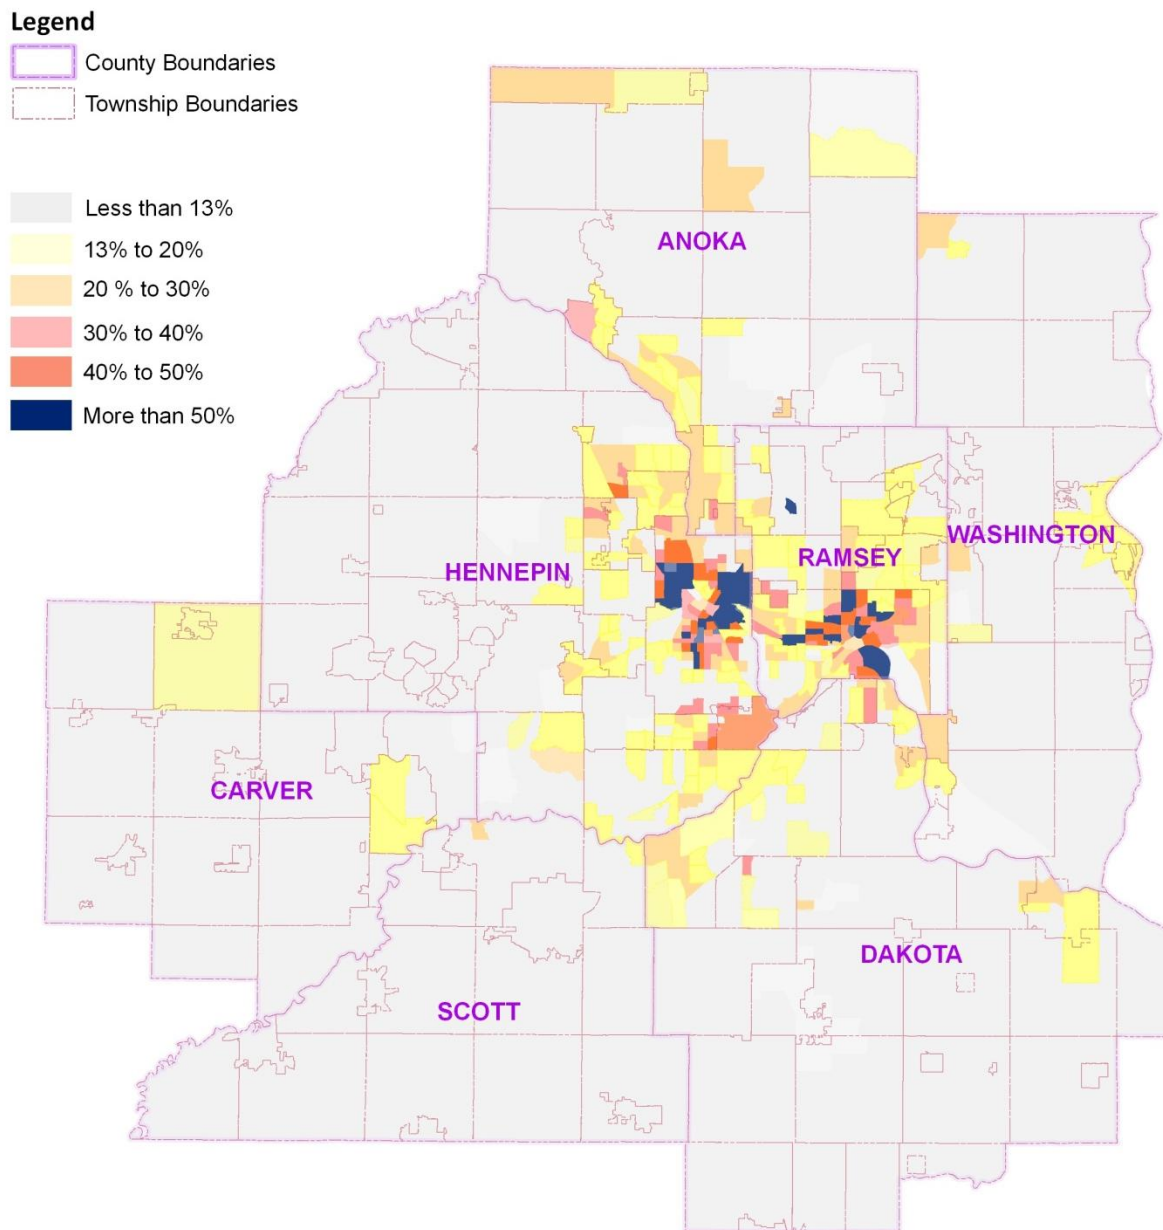 Legend
County Boundaries
Township Boundaries
Less than 13%
13% to 20%
20 % to 30%
30% to 40%
40% to 50%
More than 50%
ANOKA
WASHINGTON
RAMSEY
HENNEPIN
CARVER
DAKOTA
SCOTT